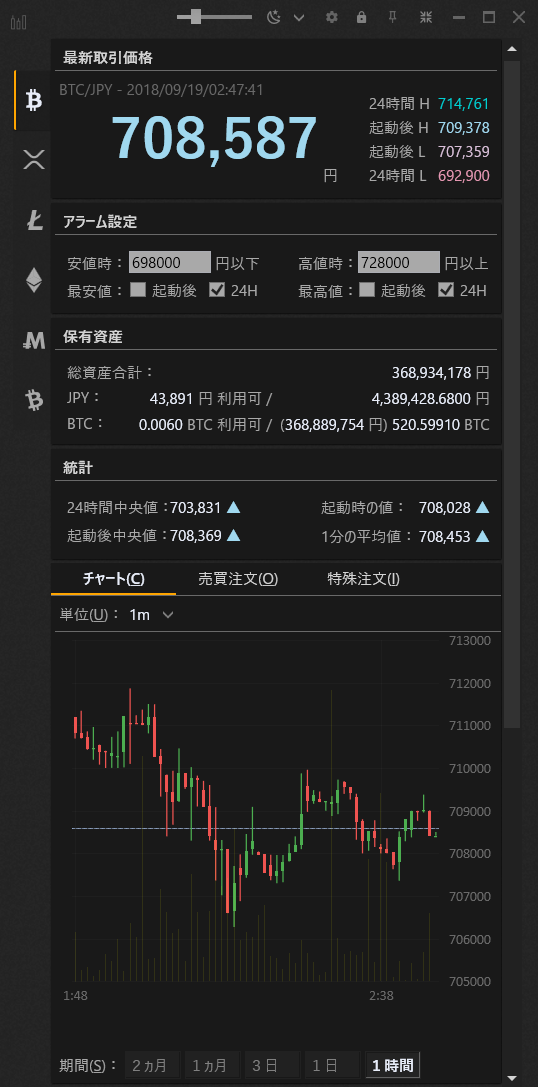 最新取引価格
BTC/JPY - 2018/09/19/02:47:41
708,587 円
24時間 H 714,761
起動後 H 709,378
起動後 L 707,359
24時間 L 692,900
アラーム設定
安値時： 698000 円以下 高値時： 728000 円以上
最安値： 起動後 24H 最高値： 起動後 24H
保有資産
総資産合計： 368,934,178 円
JPY： 43,891 円 利用可 / 4,389,428.6800 円
BTC： 0.0060 BTC 利用可 / (368,889,754 円) 520.59910 BTC
統計
24時間中央値：703,831 ▲ 起動時の値： 708,028 ▲
起動後中央値：708,369 ▲ 1分の平均値： 708,453 ▲
チャート(C) 売買注文(O) 特殊注文(I)
単位(U)： 1m
713000
712000
711000
710000
709000
708000
707000
706000
705000
1:48 2:38
期間(S)： 2ヵ月 1ヵ月 3日 1日 1時間